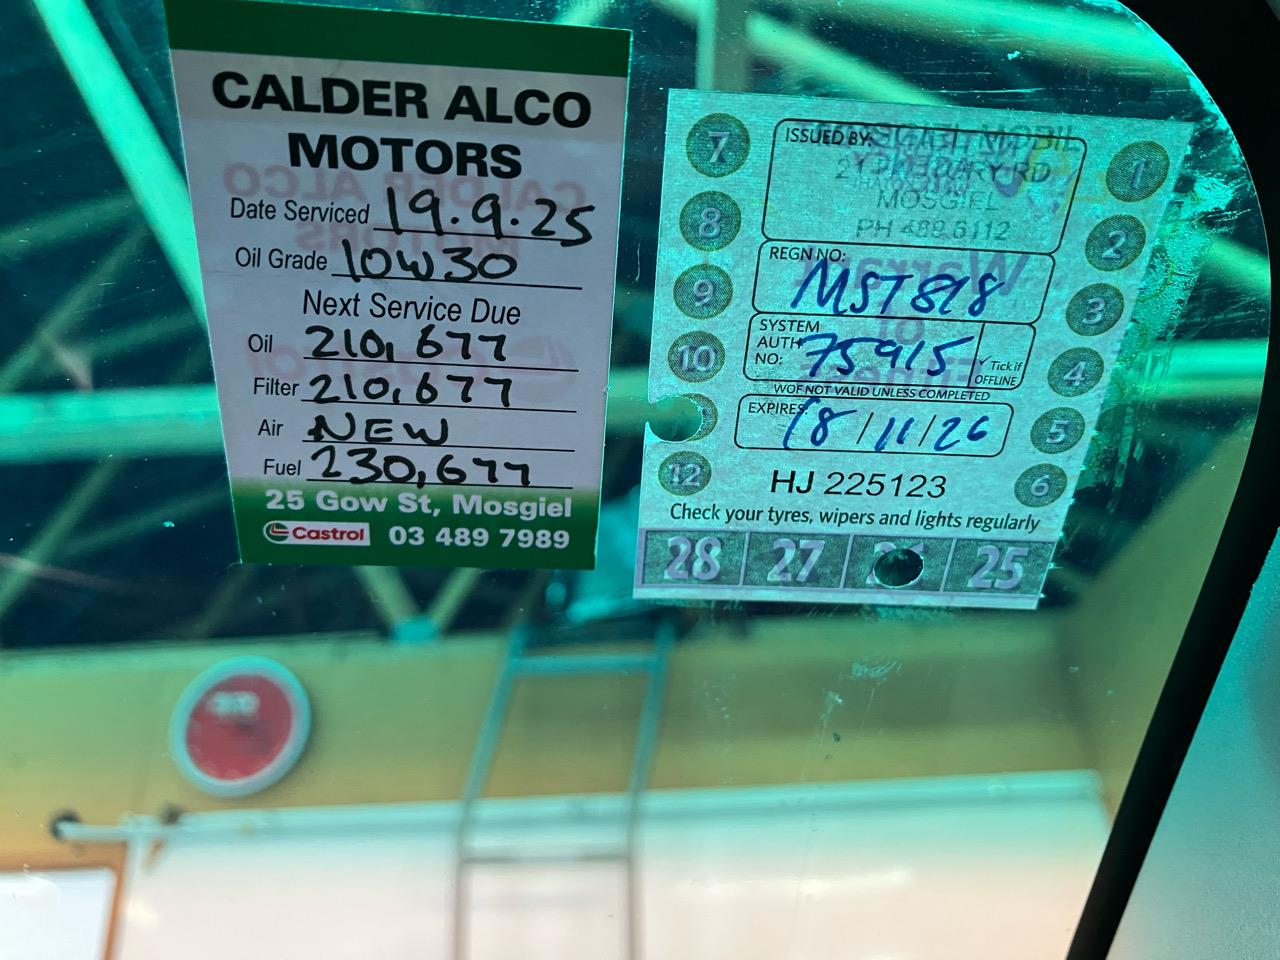 CALDER ALCO
MOTORS
Date Serviced 19.9.25
Oil Grade 10W30
Next Service Due
Oil 210,677
Filter 210,677
Air NEW
Fuel 230,677
25 Gow St, Mosgiel
Castrol 03 489 7989
7
8
9
10
12
ISSUED BY:
MOSGIEL
PH 489 6112
REGN NO:
MST818
SYSTEM
AUTH
NO: 75915
Tick if
OFFLINE
WOF NOT VALID UNLESS COMPLETED
EXPIRES: 18/11/26
HJ 225123
Check your tyres, wipers and lights regularly
1
2
3
4
5
6
28 27 25